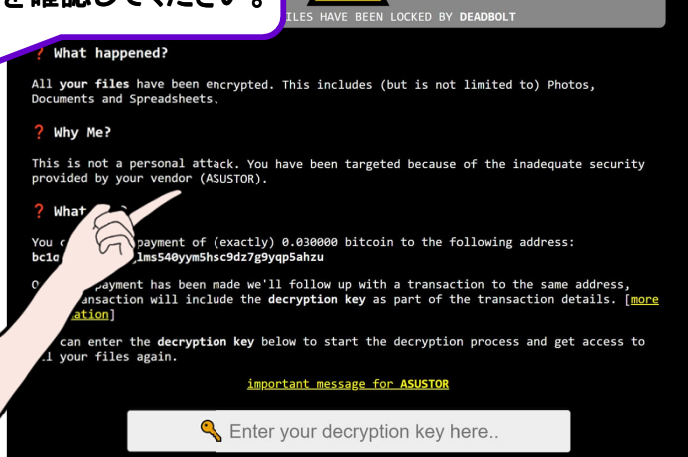 を確認してください。
FILES HAVE BEEN LOCKED BY DEADBOLT
❓ What happened?
All your files have been encrypted. This includes (but is not limited to) Photos,
Documents and Spreadsheets.
❓ Why Me?
This is not a personal attack. You have been targeted because of the inadequate security
provided by your vendor (ASUSTOR).
❓ What
You payment of (exactly) 0.030000 bitcoin to the following address:
lms540yym5hsc9dz7g9yqp5ahzu
payment has been made we'll follow up with a transaction to the same address,
transaction will include the decryption key as part of the transaction details. [more
can enter the decryption key below to start the decryption process and get access to
your files again.
important message for ASUSTOR
Enter your decryption key here..